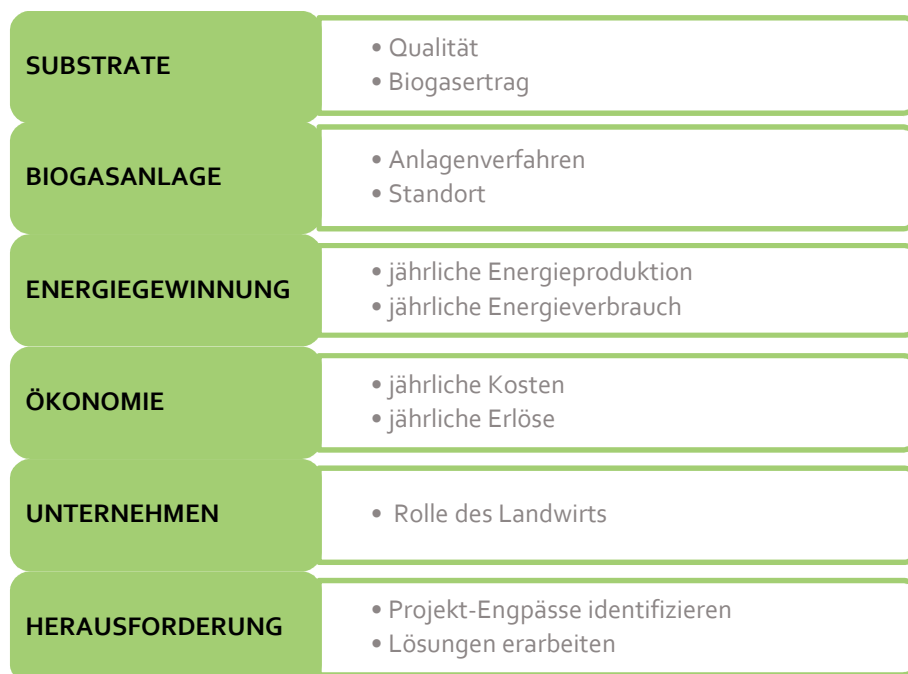 SUBSTRATE
• Qualität
• Biogasertrag
BIOGASANLAGE
• Anlagenverfahren
• Standort
ENERGIEGEWINNUNG
• jährliche Energieproduktion
• jährliche Energieverbrauch
ÖKONOMIE
• jährliche Kosten
• jährliche Erlöse
UNTERNEHMEN
• Rolle des Landwirts
HERAUSFORDERUNG
• Projekt-Engpässe identifizieren
• Lösungen erarbeiten